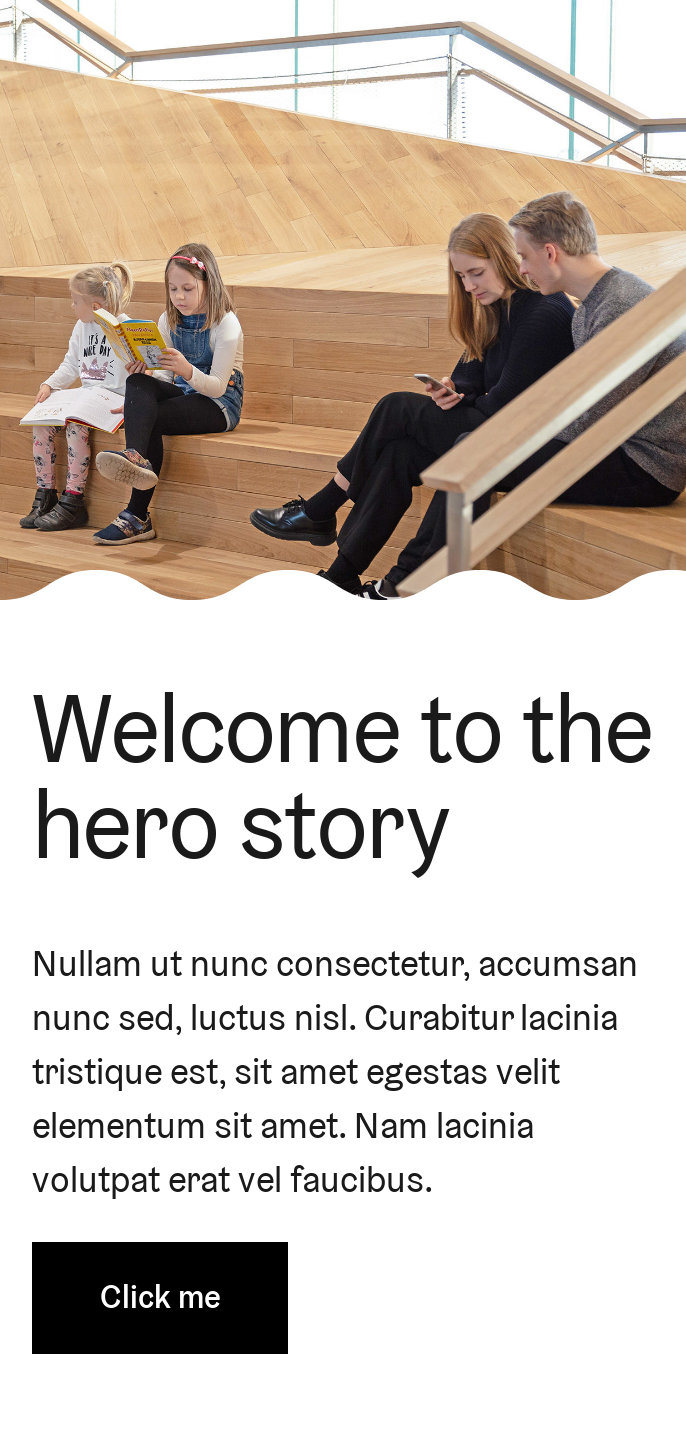 IT'S A
Welcome to the
hero story
Nullam ut nunc consectetur, accumsan
nunc sed, luctus nisl. Curabitur lacinia
tristique est, sit amet egestas velit
elementum sit amet. Nam lacinia
volutpat erat vel faucibus.
Click me